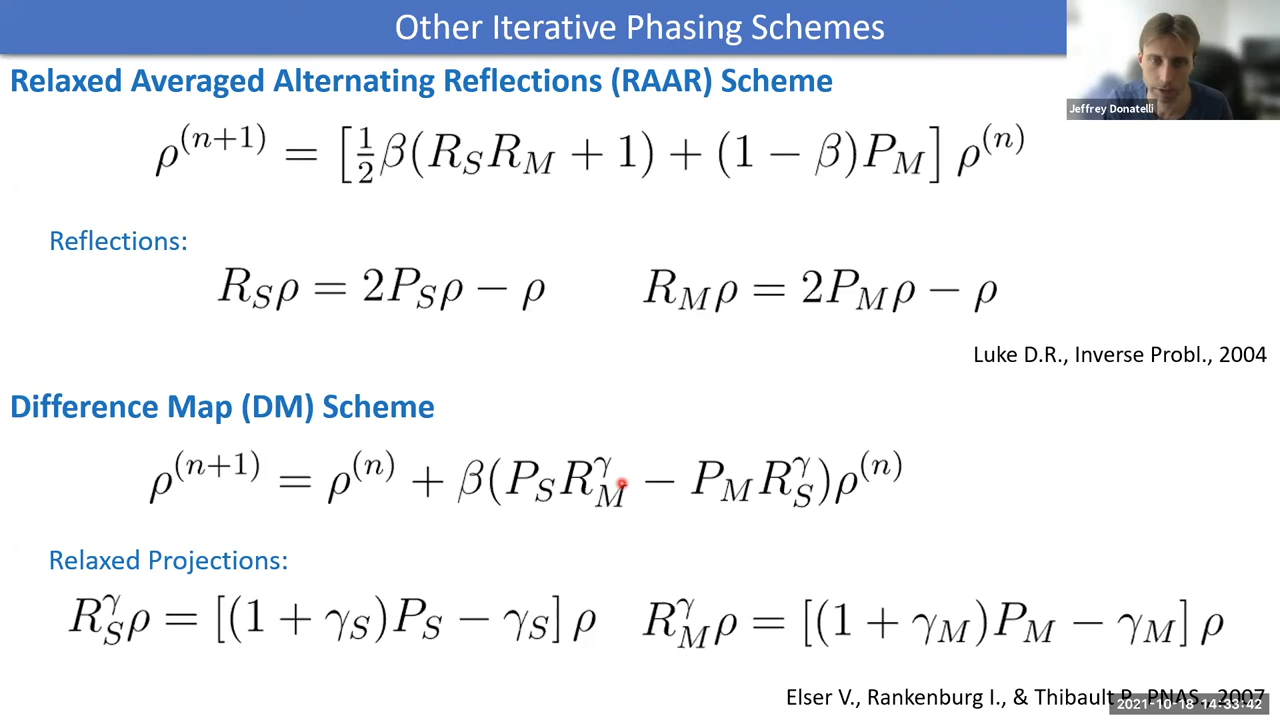 Other Iterative Phasing Schemes
Jeffrey Donatelli
Relaxed Averaged Alternating Reflections (RAAR) Scheme
ρ^{(n+1)} = [½β(R_S R_M + 1) + (1 − β)P_M] ρ^{(n)}
Reflections:
R_S ρ = 2P_S ρ − ρ    R_M ρ = 2P_M ρ − ρ
Luke D.R., Inverse Probl., 2004
Difference Map (DM) Scheme
ρ^{(n+1)} = ρ^{(n)} + β(P_S R_M^γ − P_M R_S^γ)ρ^{(n)}
Relaxed Projections:
R_S^γ ρ = [(1 + γ_S)P_S − γ_S] ρ    R_M^γ ρ = [(1 + γ_M)P_M − γ_M] ρ
Elser V., Rankenburg I., & Thibault P., PNAS., 2007
2021-10-18 14:33:42